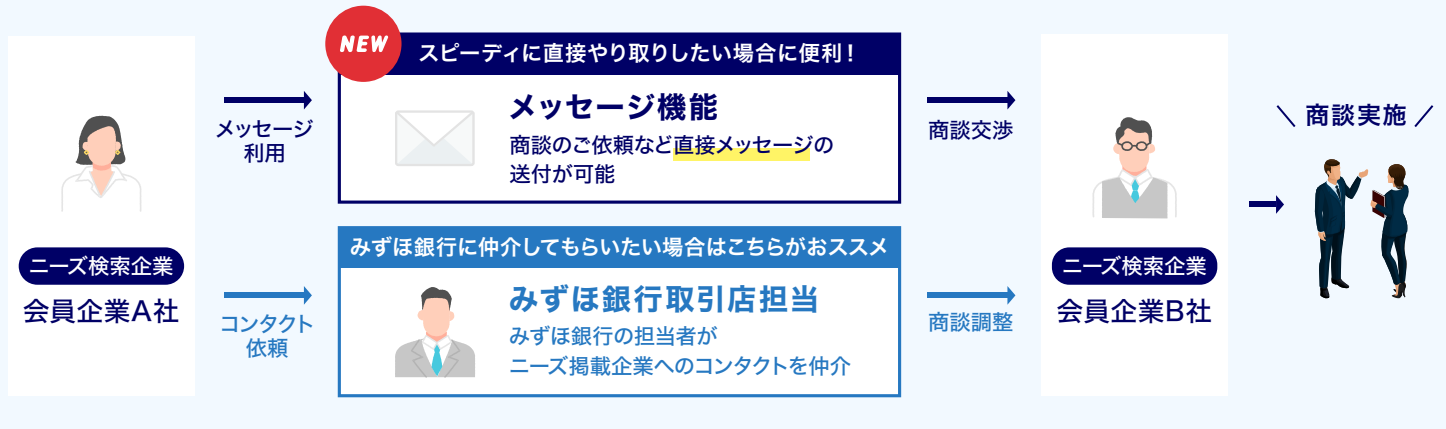 ニーズ検索企業
会員企業A社
メッセージ
利用
コンタクト
依頼
NEW
スピーディに直接やり取りしたい場合に便利！
メッセージ機能
商談のご依頼など直接メッセージの
送付が可能
みずほ銀行に仲介してもらいたい場合はこちらがおススメ
みずほ銀行取引店担当
みずほ銀行の担当者が
ニーズ掲載企業へのコンタクトを仲介
商談交渉
商談調整
ニーズ検索企業
会員企業B社
＼ 商談実施 ／